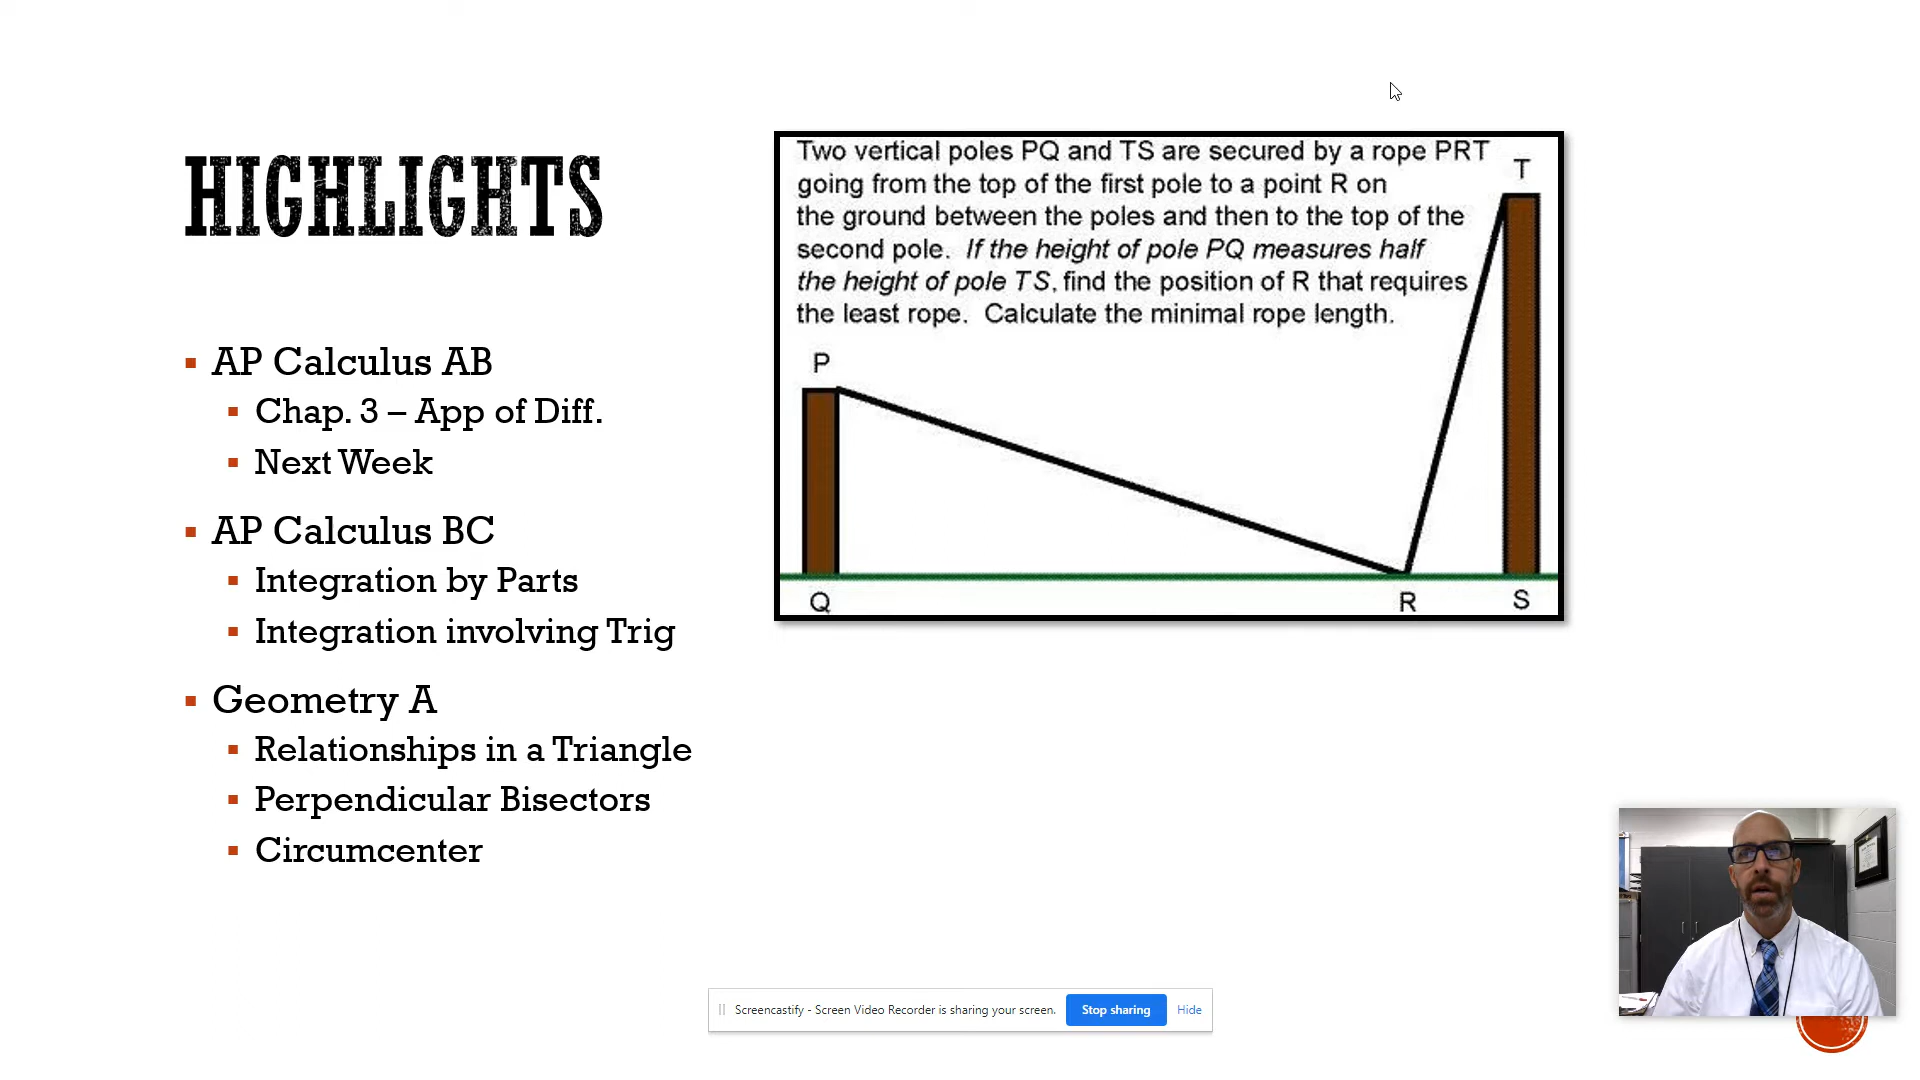 HIGHLIGHTS
AP Calculus AB
Chap. 3 – App of Diff.
Next Week
AP Calculus BC
Integration by Parts
Integration involving Trig
Geometry A
Relationships in a Triangle
Perpendicular Bisectors
Circumcenter
Two vertical poles PQ and TS are secured by a rope PRT
going from the top of the first pole to a point R on
the ground between the poles and then to the top of the
second pole. If the height of pole PQ measures half
the height of pole TS, find the position of R that requires
the least rope. Calculate the minimal rope length.
T
P
Q
R
S
Screencastify - Screen Video Recorder is sharing your screen.
Stop sharing
Hide